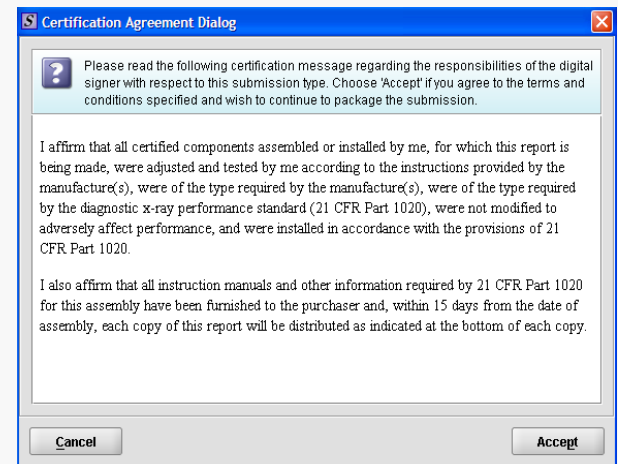 S Certification Agreement Dialog
Please read the following certification message regarding the responsibilities of the digital
signer with respect to this submission type. Choose 'Accept' if you agree to the terms and
conditions specified and wish to continue to package the submission.
I affirm that all certified components assembled or installed by me, for which this report is
being made, were adjusted and tested by me according to the instructions provided by the
manufacture(s), were of the type required by the manufacture(s), were of the type required
by the diagnostic x-ray performance standard (21 CFR Part 1020), were not modified to
adversely affect performance, and were installed in accordance with the provisions of 21
CFR Part 1020.
I also affirm that all instruction manuals and other information required by 21 CFR Part 1020
for this assembly have been furnished to the purchaser and, within 15 days from the date of
assembly, each copy of this report will be distributed as indicated at the bottom of each copy.
Cancel Accept